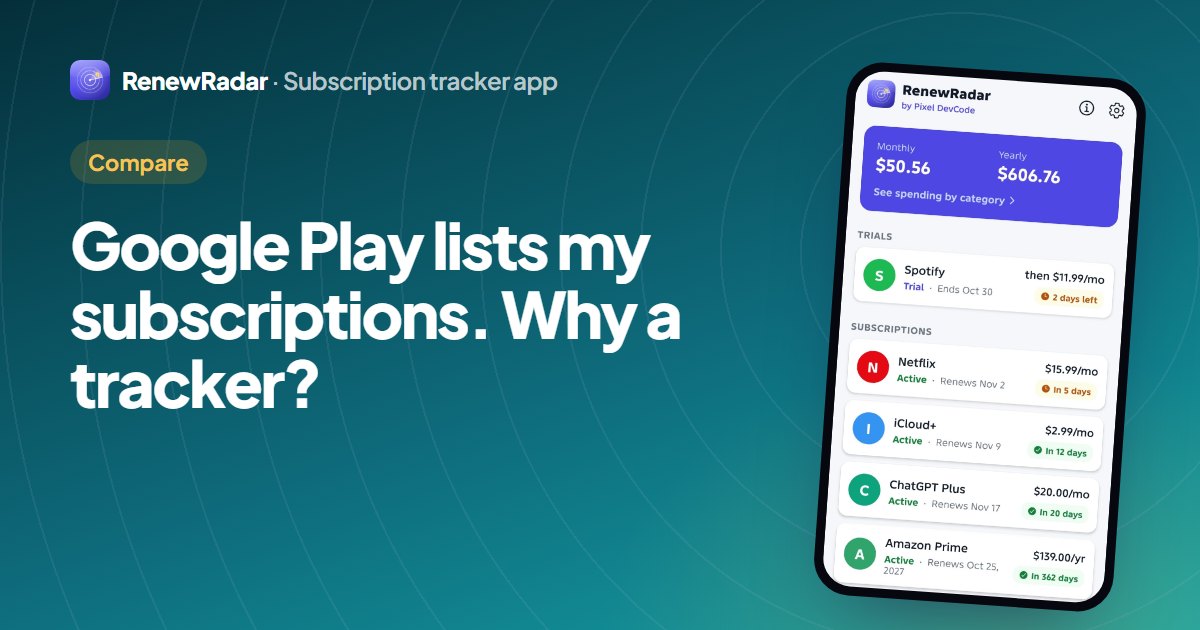 RenewRadar · Subscription tracker app
Compare
Google Play lists my
subscriptions. Why a
tracker?
RenewRadar
by Pixel DevCode
Monthly
$50.56
Yearly
$606.76
See spending by category >
TRIALS
S
Spotify
Trial · Ends Oct 30
then $11.99/mo
2 days left
SUBSCRIPTIONS
N
Netflix
Active · Renews Nov 2
$15.99/mo
In 5 days
I
iCloud+
Active · Renews Nov 9
$2.99/mo
In 12 days
C
ChatGPT Plus
Active · Renews Nov 17
$20.00/mo
In 20 days
A
Amazon Prime
Active · Renews Oct 25,
2027
$139.00/yr
In 362 days